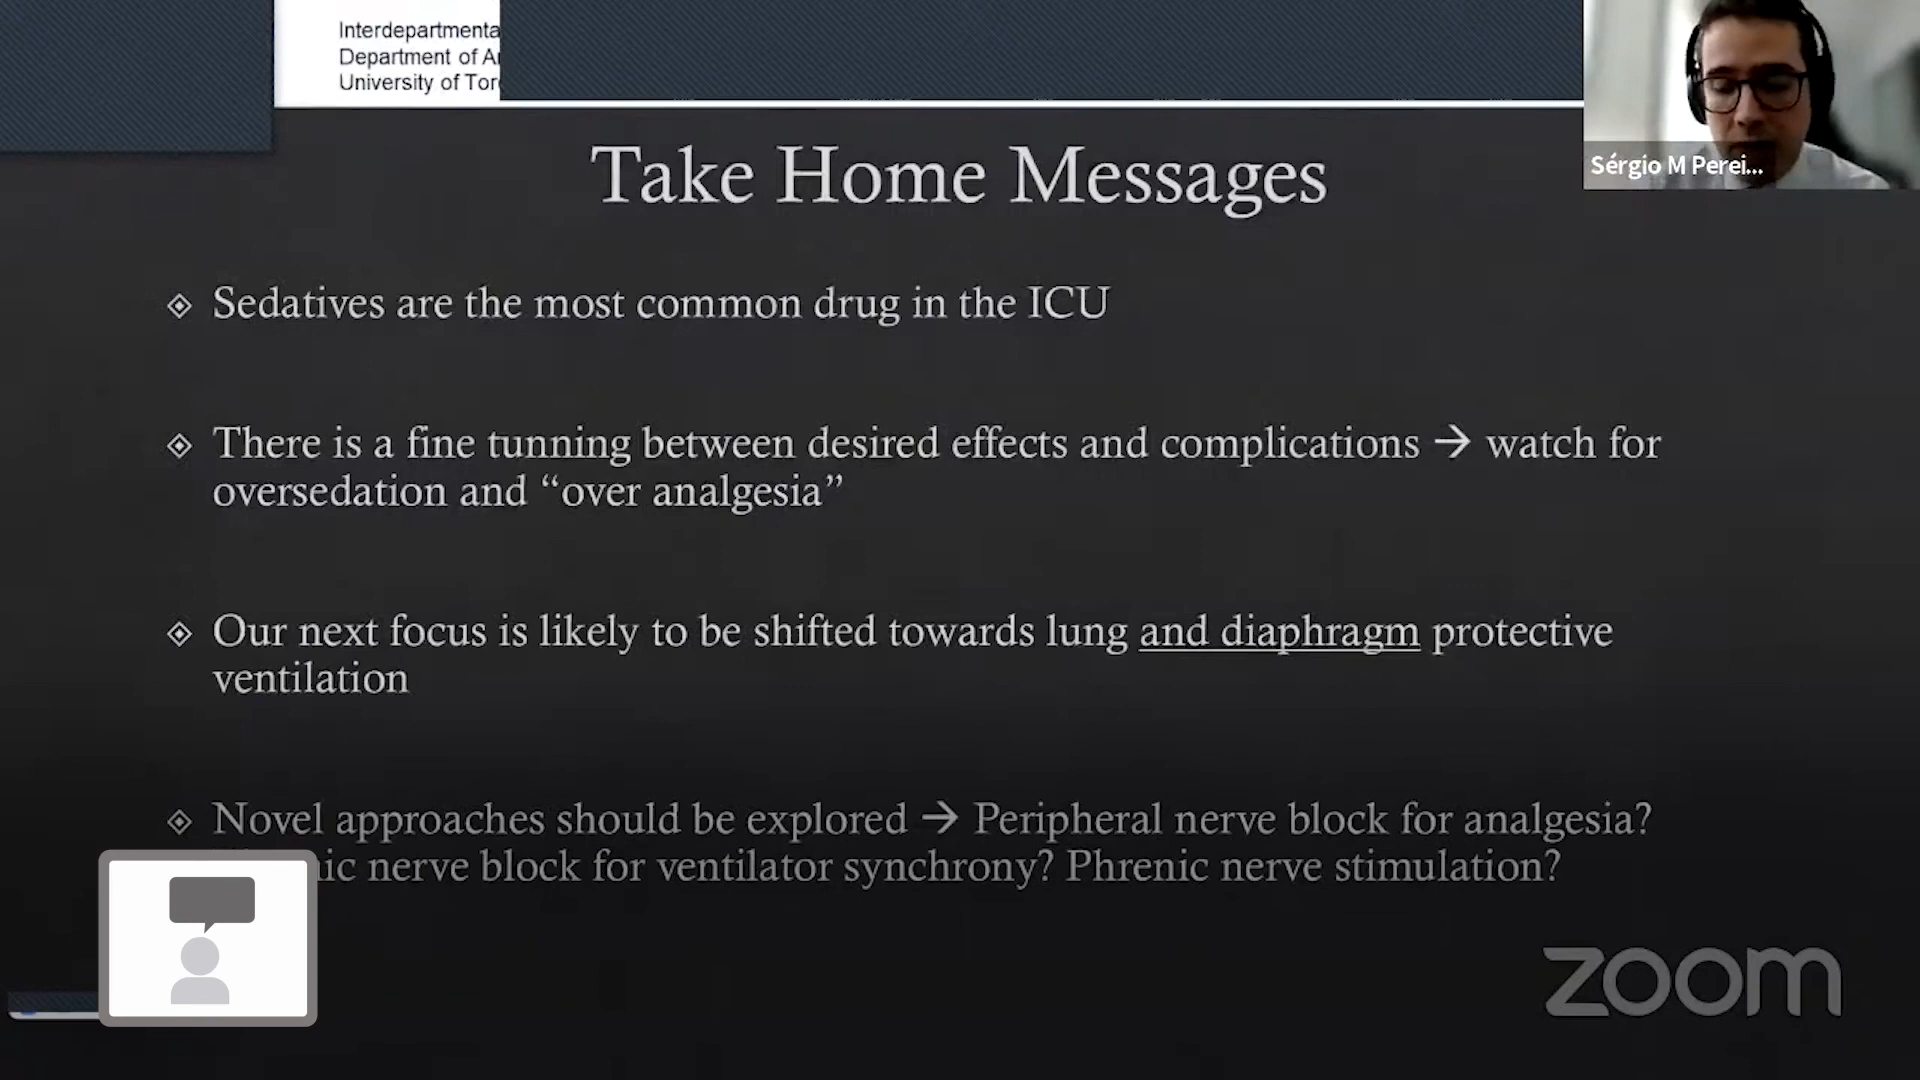 Interdepartmenta
Department of A
University of Tor
Sérgio M Perei...
Take Home Messages
Sedatives are the most common drug in the ICU
There is a fine tunning between desired effects and complications → watch for
oversedation and “over analgesia”
Our next focus is likely to be shifted towards lung and diaphragm protective
ventilation
Novel approaches should be explored → Peripheral nerve block for analgesia?
ic nerve block for ventilator synchrony? Phrenic nerve stimulation?
zoom